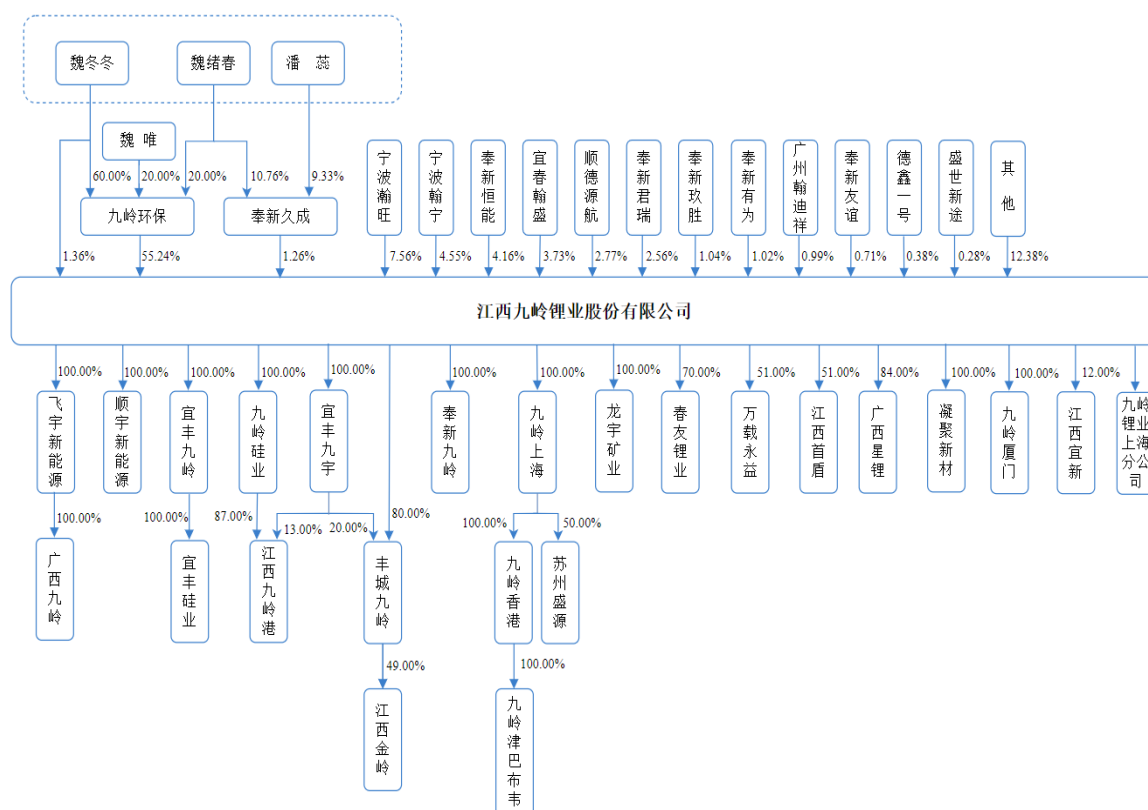 魏冬冬
魏绪春
潘 蕊
魏 唯
60.00%
20.00%
20.00%
10.76%
9.33%
九岭环保
奉新久成
宁波瀚旺
宁波翰宁
奉新恒能
宜春翰盛
顺德源航
奉新君瑞
奉新玖胜
奉新有为
广州翰迪祥
奉新友谊
德鑫一号
盛世新途
其他
1.36%
55.24%
1.26%
7.56%
4.55%
4.16%
3.73%
2.77%
2.56%
1.04%
1.02%
0.99%
0.71%
0.38%
0.28%
12.38%
江西九岭锂业股份有限公司
100.00%
100.00%
100.00%
100.00%
100.00%
100.00%
100.00%
100.00%
70.00%
51.00%
51.00%
84.00%
100.00%
100.00%
12.00%
飞宇新能源
顺宇新能源
宜丰九岭
九岭硅业
宜丰九宇
奉新九岭
九岭上海
龙宇矿业
春友锂业
万载永益
江西首盾
广西星锂
凝聚新材
九岭厦门
江西宜新
九岭锂业上海分公司
100.00%
100.00%
87.00%
13.00%
20.00%
80.00%
100.00%
50.00%
广西九岭
宜丰硅业
江西九岭港
丰城九岭
九岭香港
苏州盛源
49.00%
100.00%
江西金岭
九岭津巴布韦